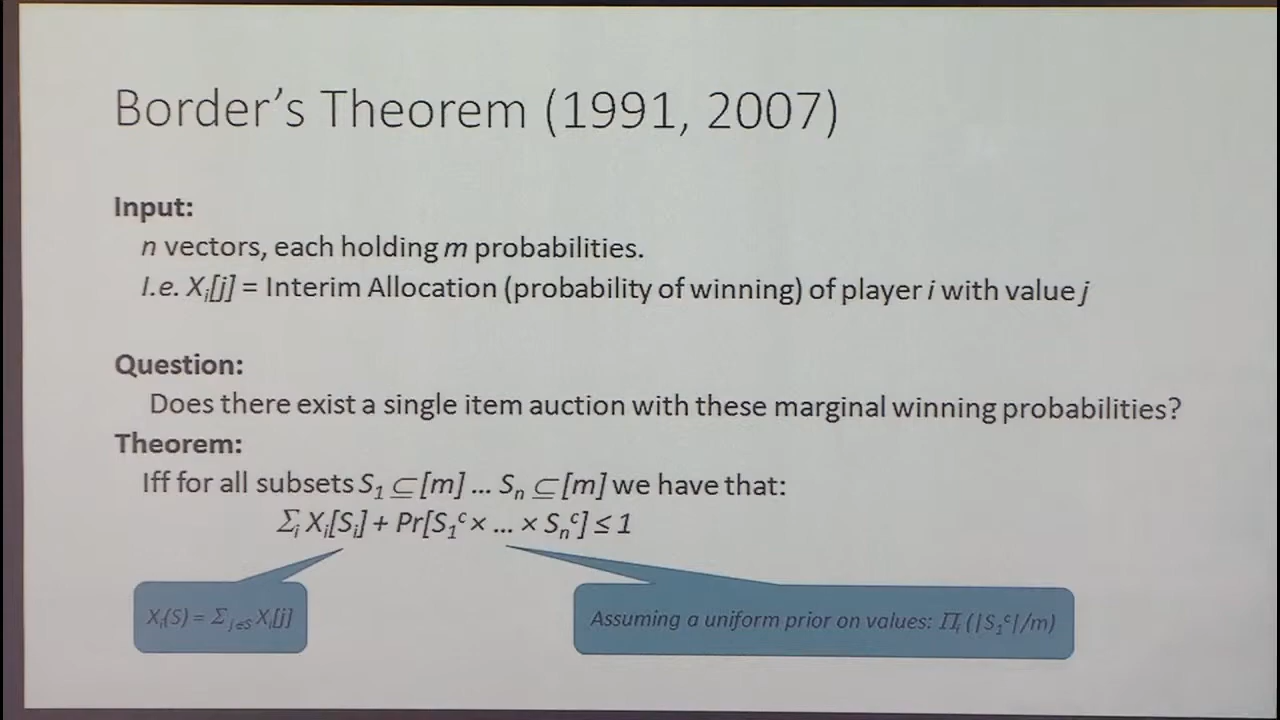 Border's Theorem (1991, 2007)
Input:
n vectors, each holding m probabilities.
I.e. Xᵢ[j] = Interim Allocation (probability of winning) of player i with value j
Question:
Does there exist a single item auction with these marginal winning probabilities?
Theorem:
Iff for all subsets S₁ ⊆ [m] ... Sₙ ⊆ [m] we have that:
Σᵢ Xᵢ[Sᵢ] + Pr[S₁ᶜ × ... × Sₙᶜ] ≤ 1
Xᵢ(S) = Σ_{j∈S} Xᵢ[j]
Assuming a uniform prior on values: Πᵢ (|S₁ᶜ|/m)